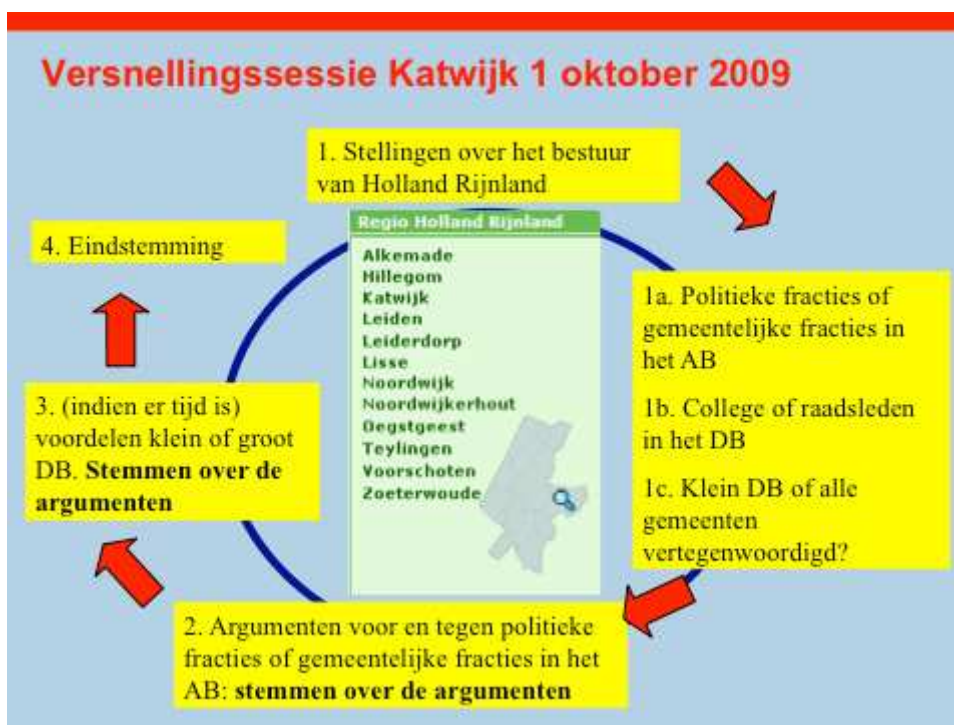 Versnellingssessie Katwijk 1 oktober 2009
1. Stellingen over het bestuur
van Holland Rijnland
4. Eindstemming
Regio Holland Rijnland
Alkemade
Hillegom
Katwijk
Leiden
Leiderdorp
Lisse
Noordwijk
Noordwijkerhout
Oegstgeest
Teylingen
Voorschoten
Zoeterwoude
1a. Politieke fracties of
gemeentelijke fracties in
het AB
1b. College of raadsleden
in het DB
1c. Klein DB of alle
gemeenten
vertegenwoordigd?
3. (indien er tijd is)
voordelen klein of groot
DB. Stemmen over de
argumenten
2. Argumenten voor en tegen politieke
fracties of gemeentelijke fracties in het
AB: stemmen over de argumenten